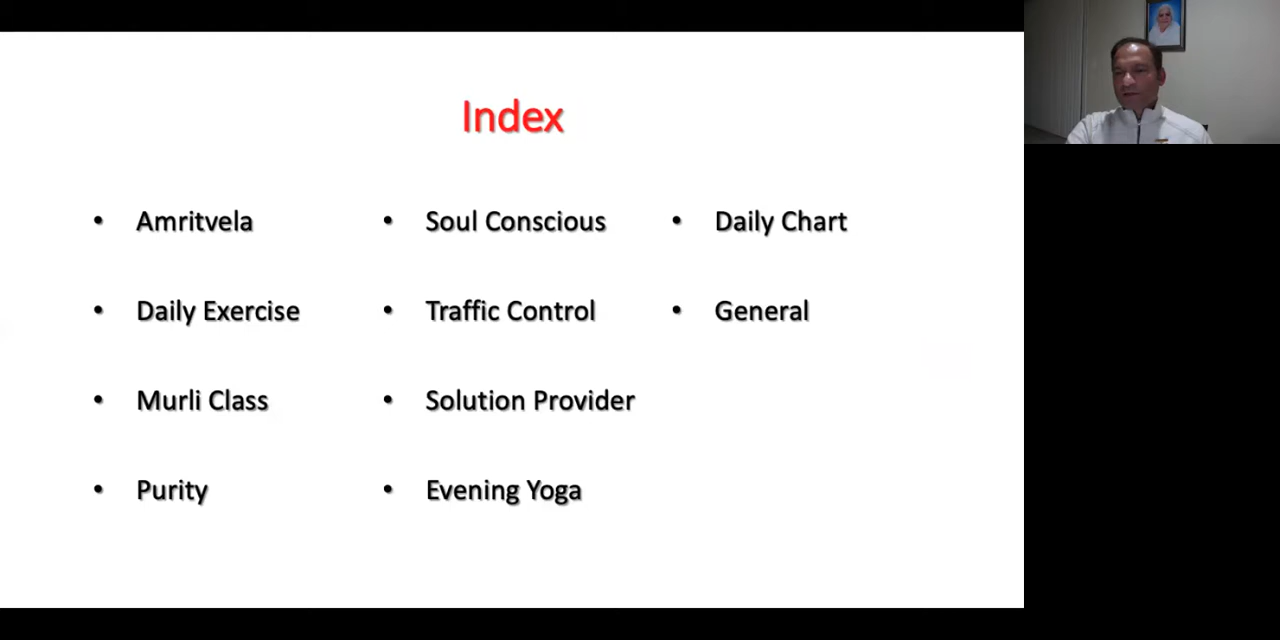 Index
• Amritvela
• Daily Exercise
• Murli Class
• Purity
• Soul Conscious
• Traffic Control
• Solution Provider
• Evening Yoga
• Daily Chart
• General